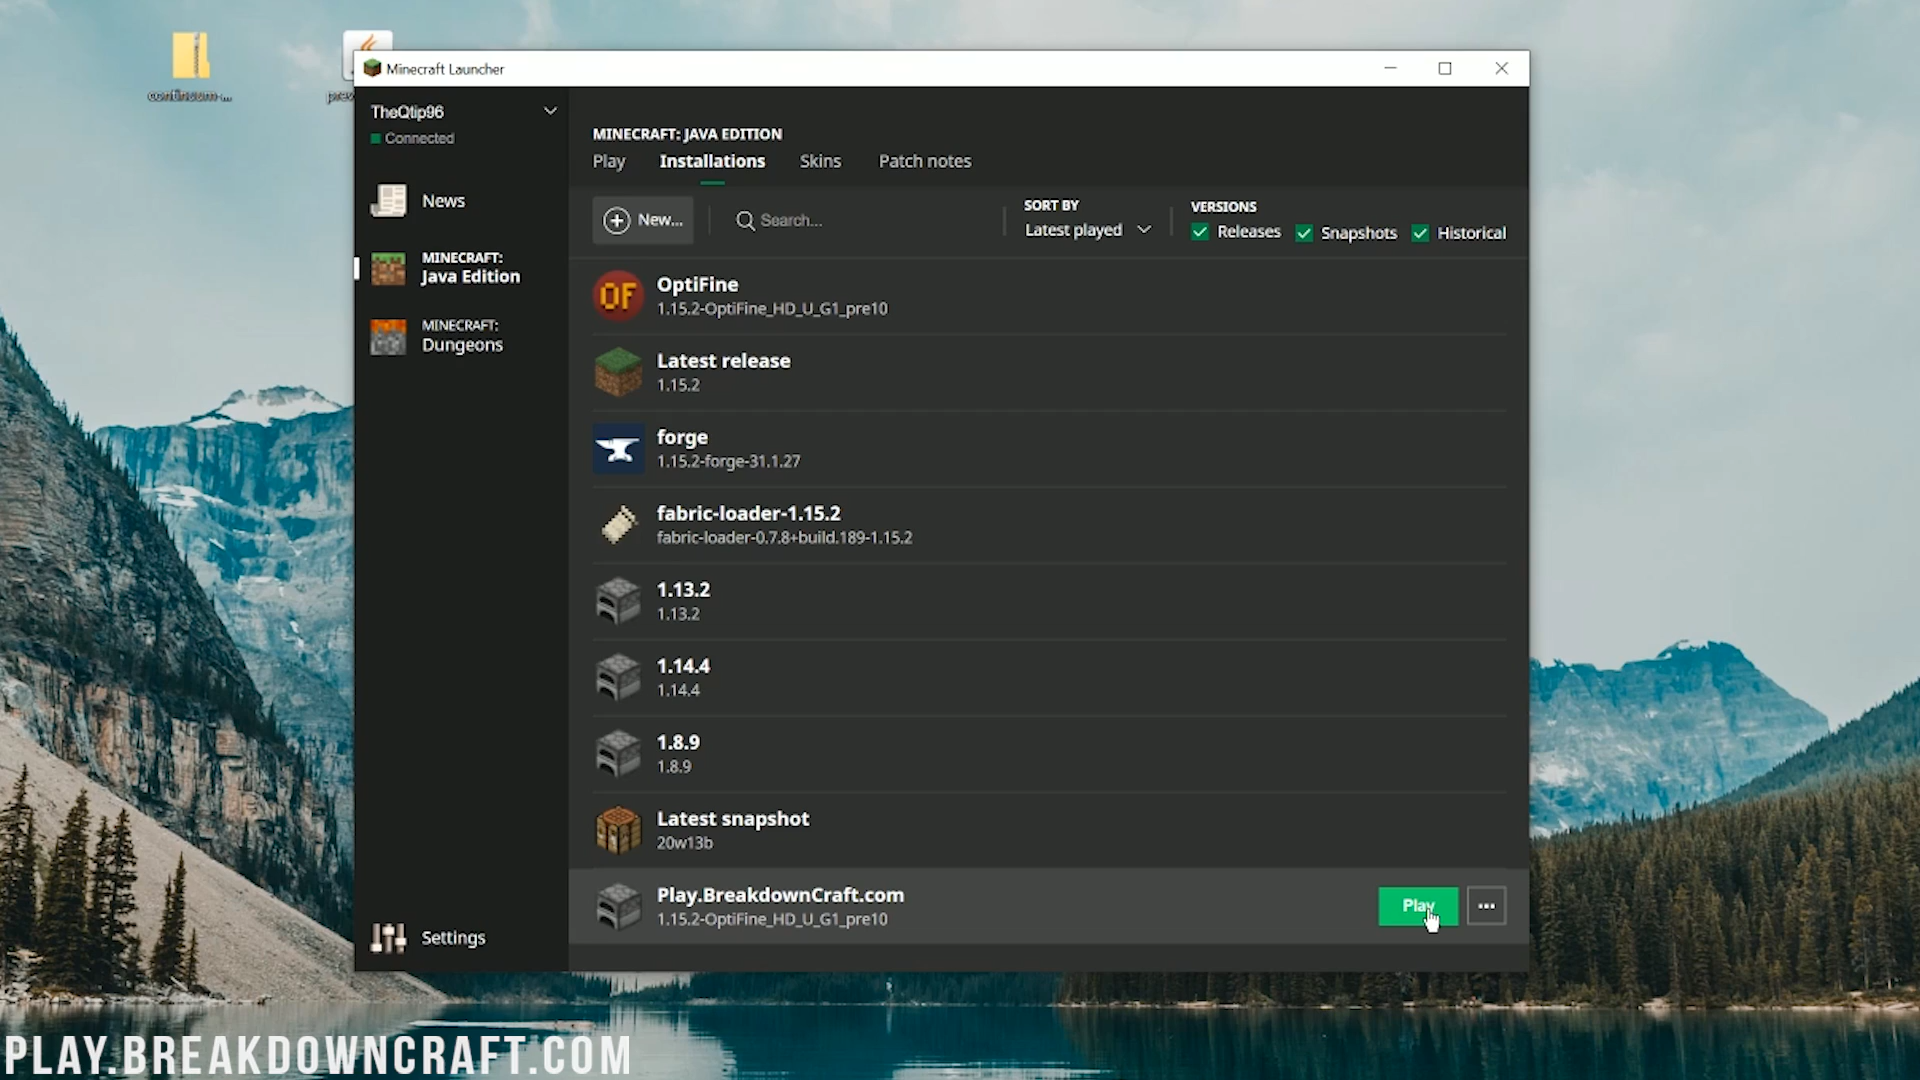 continuum-...
Minecraft Launcher
TheQtip96
Connected
News
MINECRAFT:
Java Edition
MINECRAFT:
Dungeons
Settings
MINECRAFT: JAVA EDITION
Play Installations Skins Patch notes
New...
Search...
SORT BY
Latest played
VERSIONS
Releases Snapshots Historical
OF
OptiFine
1.15.2-OptiFine_HD_U_G1_pre10
Latest release
1.15.2
forge
1.15.2-forge-31.1.27
fabric-loader-1.15.2
fabric-loader-0.7.8+build.189-1.15.2
1.13.2
1.13.2
1.14.4
1.14.4
1.8.9
1.8.9
Latest snapshot
20w13b
Play.BreakdownCraft.com
1.15.2-OptiFine_HD_U_G1_pre10
Play
...
PLAY.BREAKDOWNCRAFT.COM